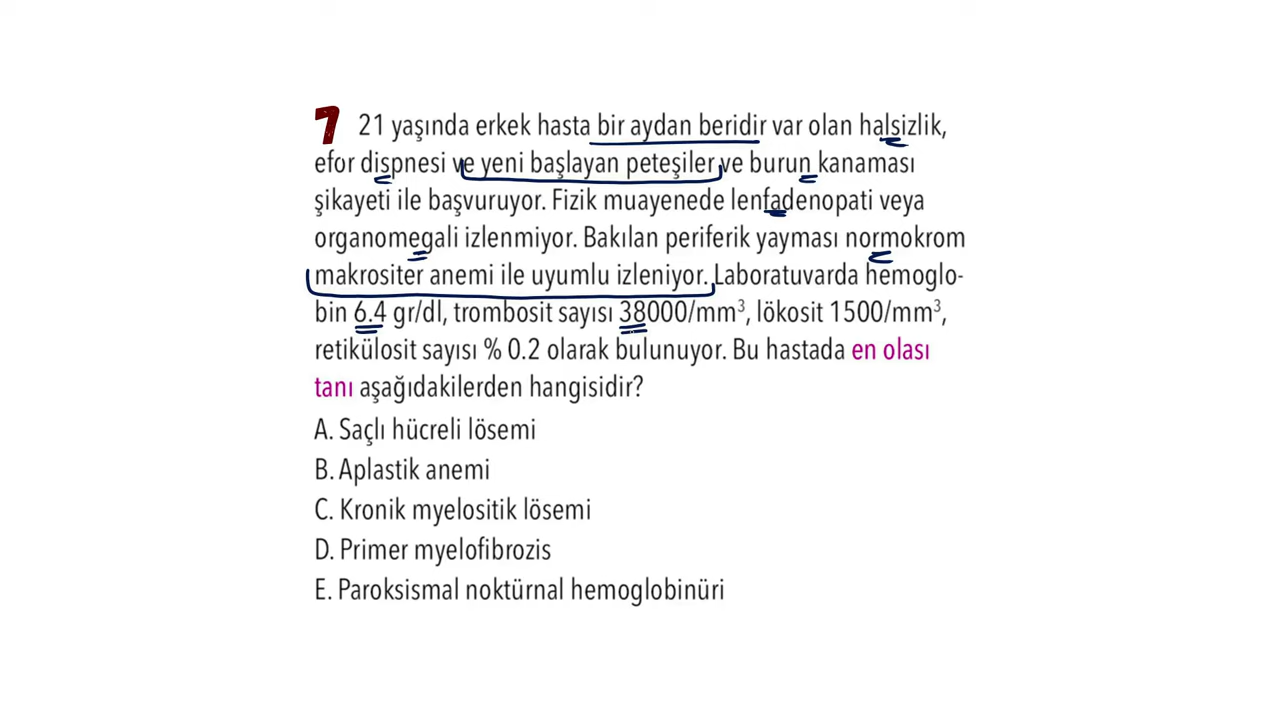 7 21 yaşında erkek hasta bir aydan beridir var olan halsizlik,
efor dispnesi ve yeni başlayan peteşiler ve burun kanaması
şikayeti ile başvuruyor. Fizik muayenede lenfadenopati veya
organomegali izlenmiyor. Bakılan periferik yayması normokrom
makrositer anemi ile uyumlu izleniyor. Laboratuvarda hemoglo-
bin 6.4 gr/dl, trombosit sayısı 38000/mm³, lökosit 1500/mm³,
retikülosit sayısı % 0.2 olarak bulunuyor. Bu hastada en olası
tanı aşağıdakilerden hangisidir?
A. Saçlı hücreli lösemi
B. Aplastik anemi
C. Kronik myelositik lösemi
D. Primer myelofibrozis
E. Paroksismal noktürnal hemoglobinüri